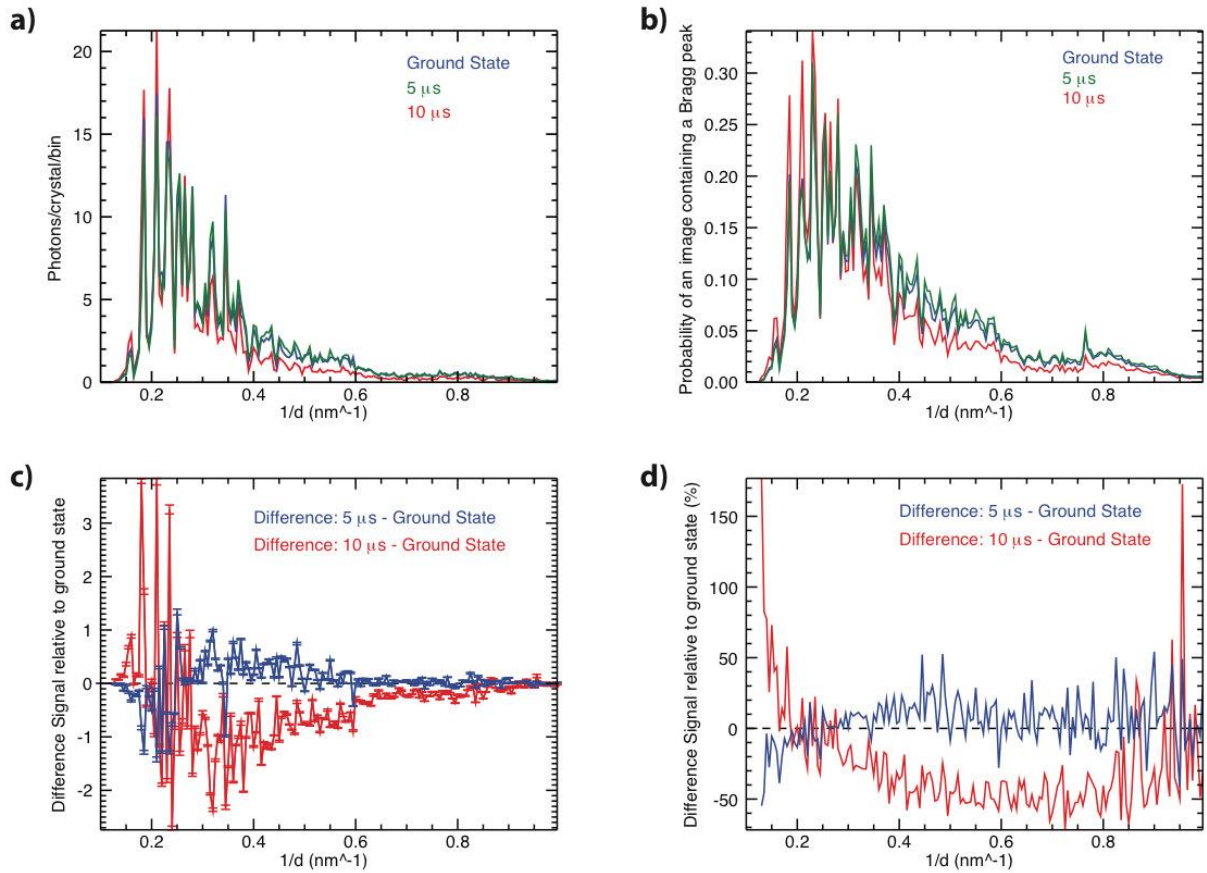 a)
Photons/crystal/bin
20
15
10
5
0
Ground State
5 μs
10 μs
0.2 0.4 0.6 0.8
1/d (nm^-1)
b)
Probability of an image containing a Bragg peak
0.30
0.25
0.20
0.15
0.10
0.05
0.00
Ground State
5 μs
10 μs
0.2 0.4 0.6 0.8
1/d (nm^-1)
c)
Difference Signal relative to ground state
3
2
1
0
-1
-2
Difference: 5 μs - Ground State
Difference: 10 μs - Ground State
0.2 0.4 0.6 0.8
1/d (nm^-1)
d)
Difference Signal relative to ground state (%)
150
100
50
0
-50
Difference: 5 μs - Ground State
Difference: 10 μs - Ground State
0.2 0.4 0.6 0.8
1/d (nm^-1)